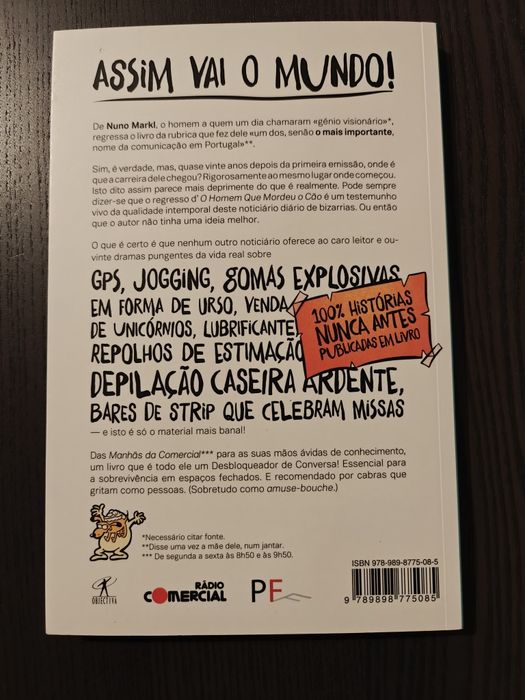 ASSIM VAI O MUNDO!
De Nuno Markl, o homem a quem um dia chamaram «génio visionário»*,
regressa o livro da rubrica que fez dele «um dos, senão o mais importante,
nome da comunicação em Portugal»**.
Sim, é verdade, mas, quase vinte anos depois da primeira emissão, onde é
que a carreira dele chegou? Rigorosamente ao mesmo lugar onde começou.
Isto dito assim parece mais deprimente do que é realmente. Pode sempre
dizer-se que o regresso d' O Homem Que Mordeu o Cão é um testemunho
vivo da qualidade intemporal deste noticiário diário de bizarrias. Ou então
que o autor não tinha uma ideia melhor.
O que é certo é que nenhum outro noticiário oferece ao caro leitor e ou-
vinte dramas pungentes da vida real sobre
GPS, JOGGING, GOMAS EXPLOSIVAS
EM FORMA DE URSO, VENDA
DE UNICÓRNIOS, LUBRIFICANTE,
REPOLHOS DE ESTIMAÇÃO
DEPILAÇÃO CASEIRA ARDENTE,
BARES DE STRIP QUE CELEBRAM MISSAS
100% HISTÓRIAS
NUNCA ANTES
PUBLICADAS EM LIVRO
— e isto é só o material mais banal!
Das Manhãs da Comercial*** para as suas mãos ávidas de conhecimento,
um livro que é todo ele um Desbloqueador de Conversa! Essencial para
a sobrevivência em espaços fechados. E recomendado por cabras que
gritam como pessoas. (Sobretudo como amuse-bouche.)
*Necessário citar fonte.
**Disse uma vez a mãe dele, num jantar.
*** De segunda a sexta às 8h50 e às 9h50.
OBJECTIVA
RÁDIO
COMERCIAL
PF
ISBN 978-989-8775-08-5
9 789898 775085